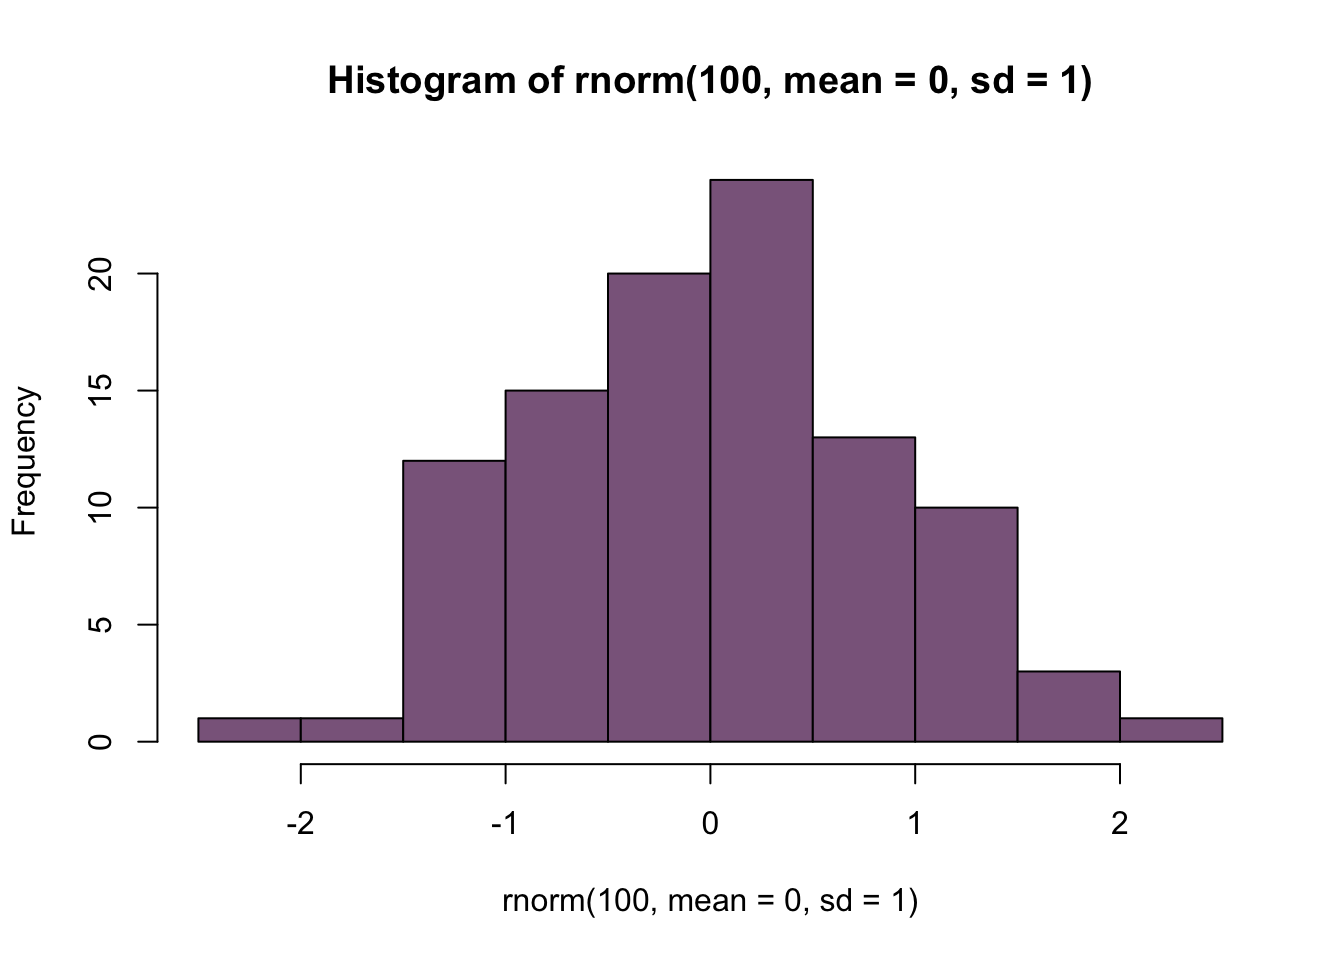 Histogram of rnorm(100, mean = 0, sd = 1)
Frequency
20
15
10
5
0
-2 -1 0 1 2
rnorm(100, mean = 0, sd = 1)